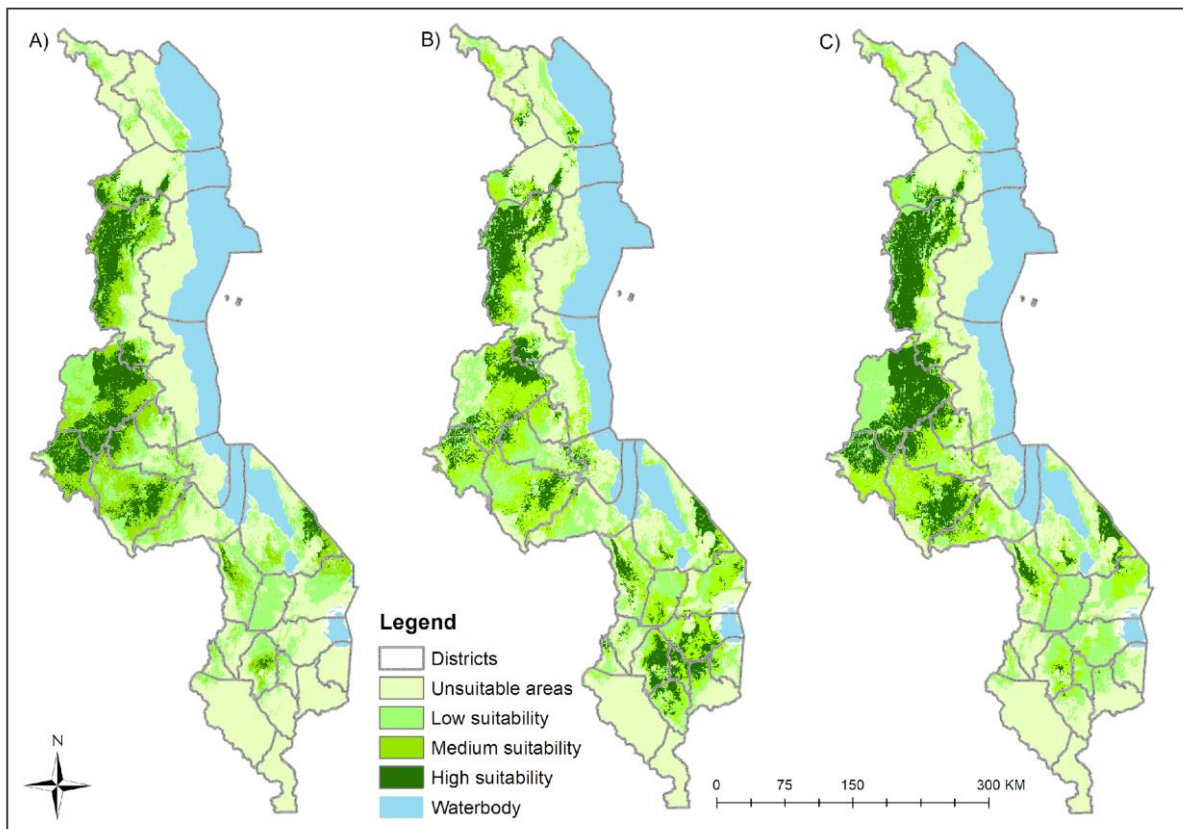 A)
B)
C)
Legend
Districts
Unsuitable areas
Low suitability
Medium suitability
High suitability
Waterbody
N
0 75 150 300 KM